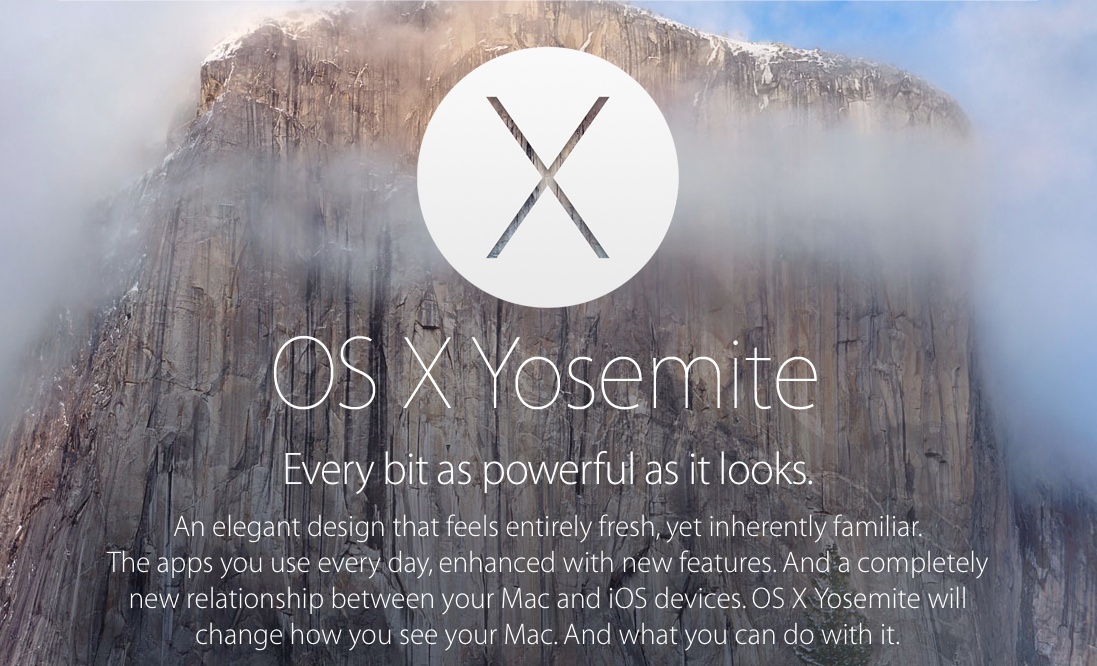 X
OS X Yosemite
Every bit as powerful as it looks.
An elegant design that feels entirely fresh, yet inherently familiar.
The apps you use every day, enhanced with new features. And a completely
new relationship between your Mac and iOS devices. OS X Yosemite will
change how you see your Mac. And what you can do with it.